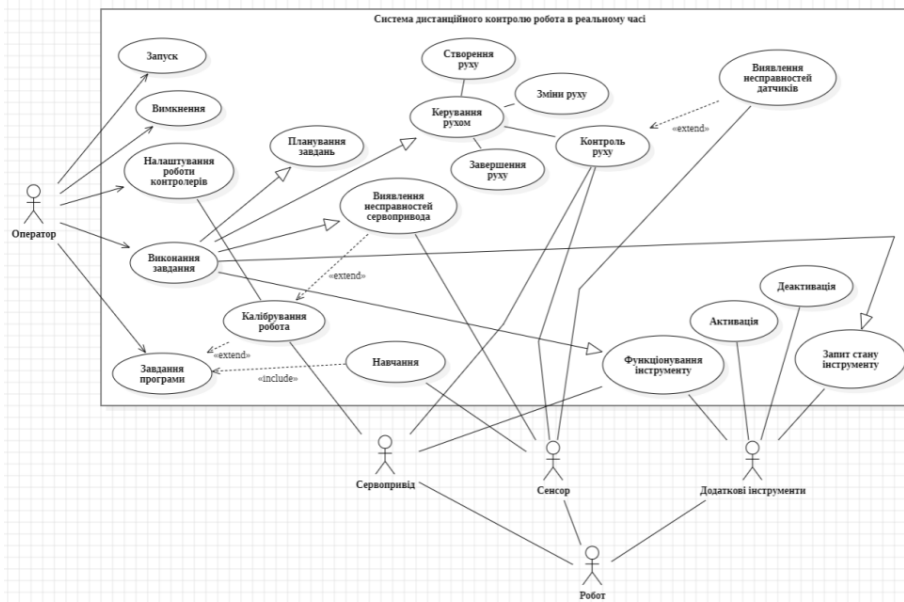 Система дистанційного контролю робота в реальному часі
Запуск
Створення
руху
Виявлення
несправностей
датчиків
Вимкнення
Зміни руху
Керування
рухом
«extend»
Планування
завдань
Контроль
руху
Налаштування
роботи
контролерів
Завершення
руху
Виявлення
несправностей
сервопривода
Оператор
Виконання
завдання
«extend»
Деактивація
Калібрування
робота
Активація
«extend»
Завдання
програми
Навчання
«include»
Функціонування
інструменту
Запит стану
інструменту
Сервопривід
Сенсор
Додаткові інструменти
Робот